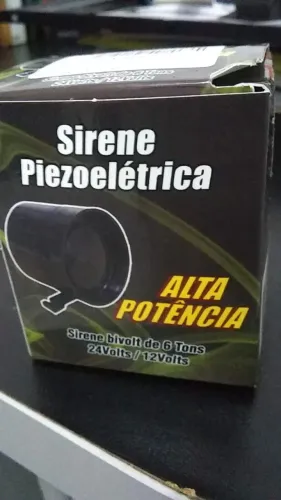 Sirene
Piezoelétrica
ALTA
POTÊNCIA
Sirene bivolt de 6 Tons
24Volts / 12Volts